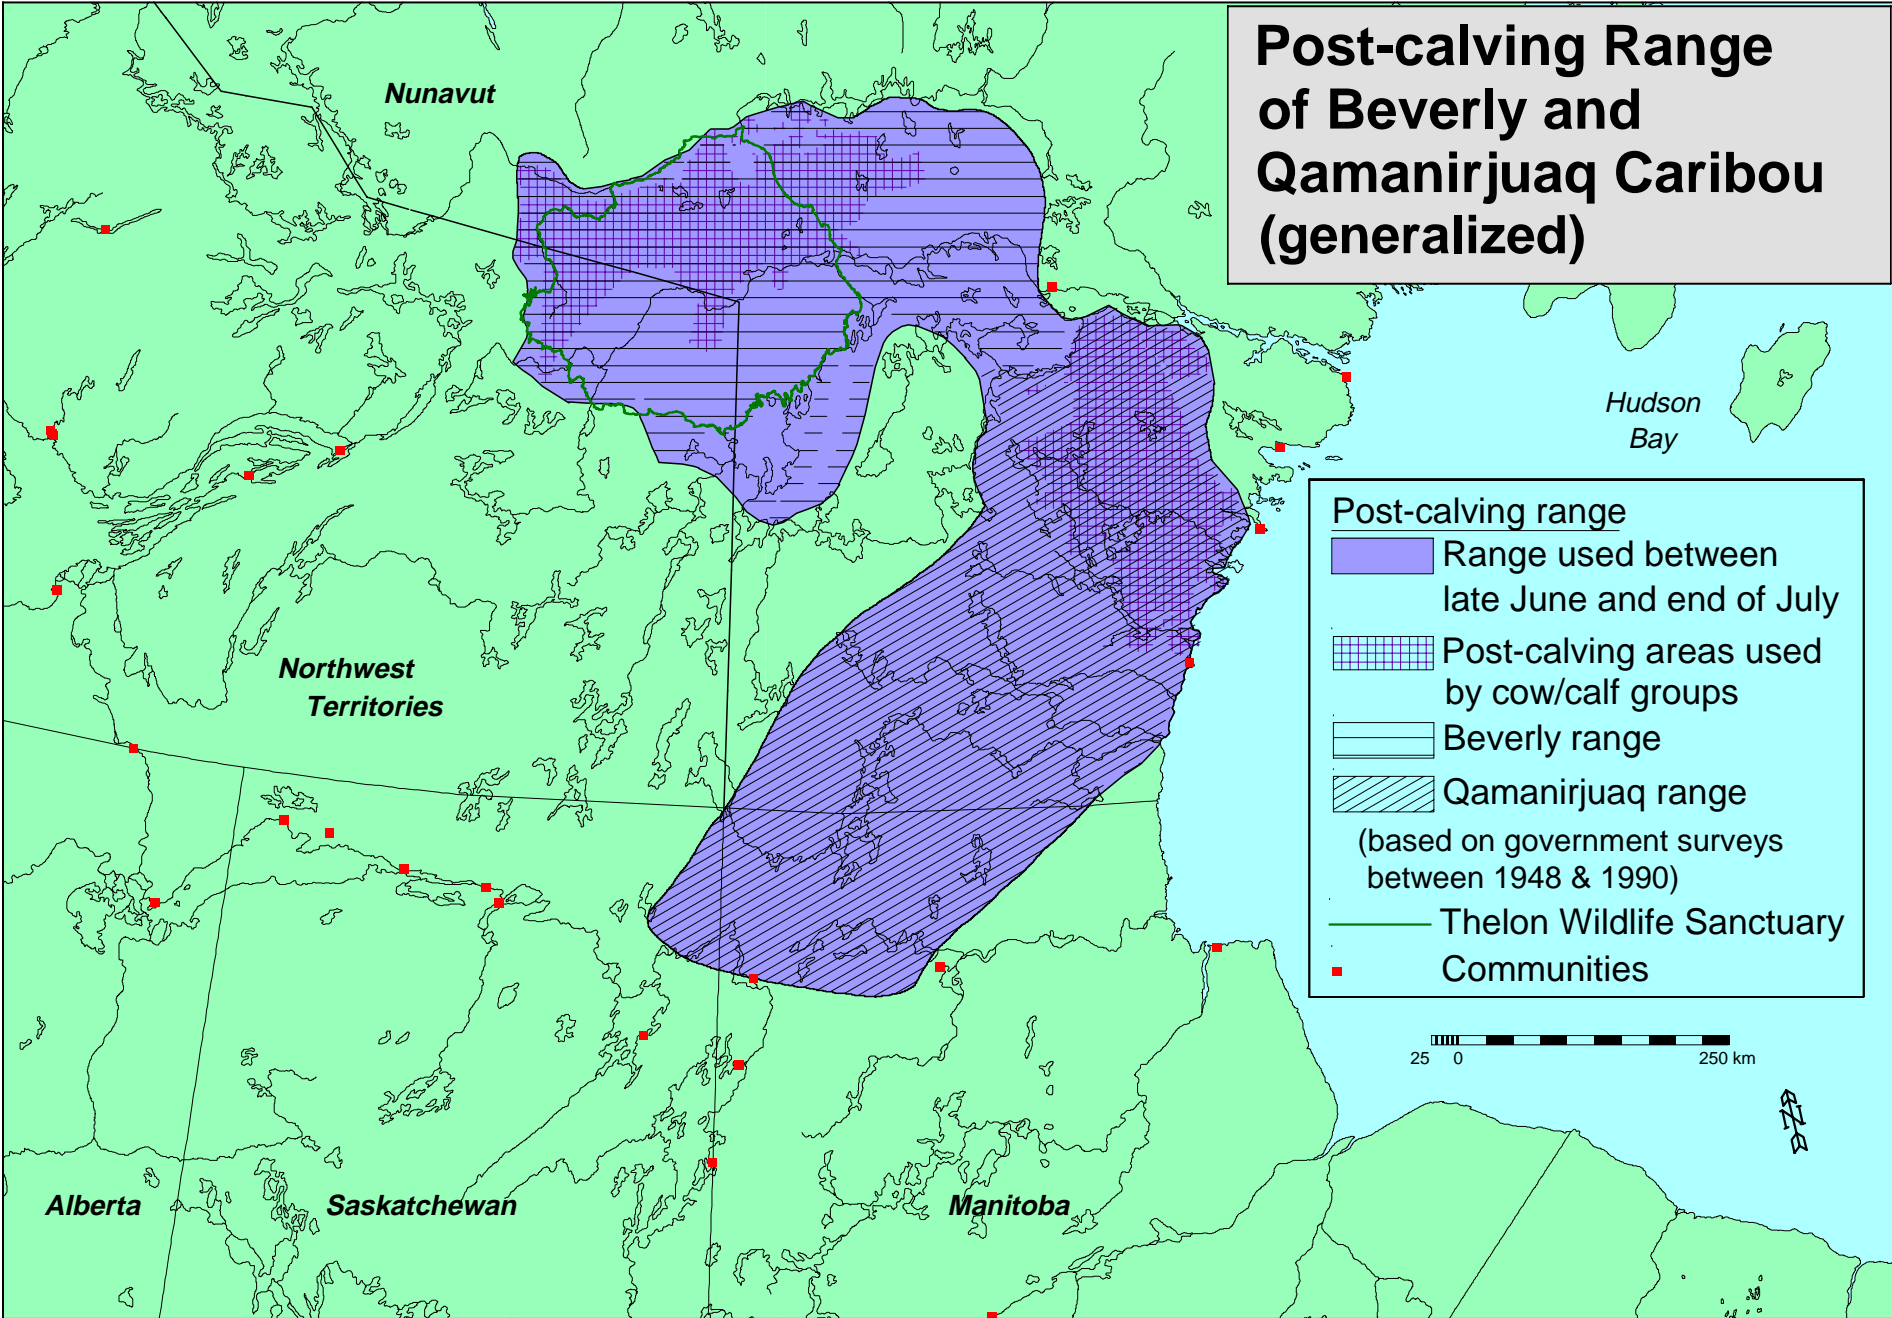 Post-calving Range
of Beverly and
Qamanirjuaq Caribou
(generalized)
Nunavut
Hudson
Bay
Northwest
Territories
Post-calving range
Range used between
late June and end of July
Post-calving areas used
by cow/calf groups
Beverly range
Qamanirjuaq range
(based on government surveys
between 1948 & 1990)
Thelon Wildlife Sanctuary
Communities
25 0 250 km
N
Alberta
Saskatchewan
Manitoba